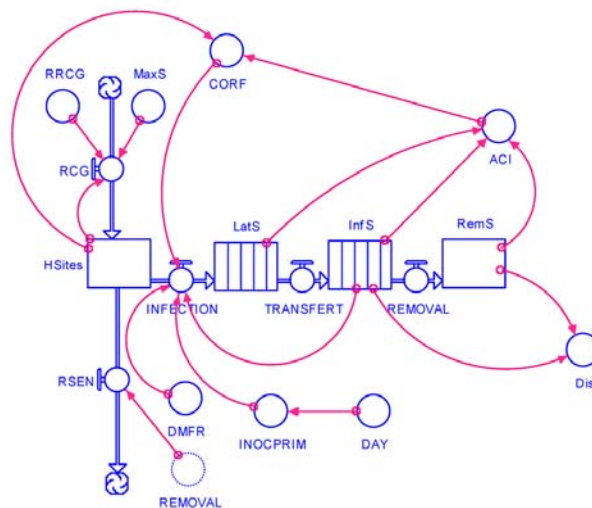 RRCG
MaxS
CORF
ACI
RCG
LatS
InfS
RemS
HSites
INFECTION
TRANSFERT
REMOVAL
RSEN
Dis
DMFR
INOCPRIM
DAY
REMOVAL